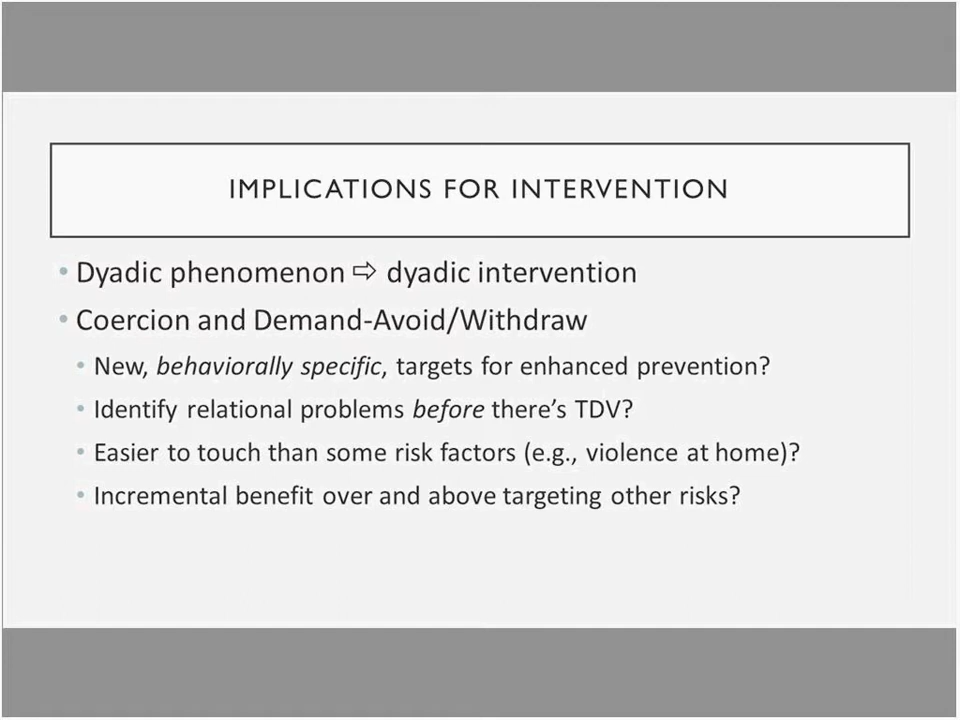 IMPLICATIONS FOR INTERVENTION
• Dyadic phenomenon ⇨ dyadic intervention
• Coercion and Demand-Avoid/Withdraw
• New, behaviorally specific, targets for enhanced prevention?
• Identify relational problems before there's TDV?
• Easier to touch than some risk factors (e.g., violence at home)?
• Incremental benefit over and above targeting other risks?